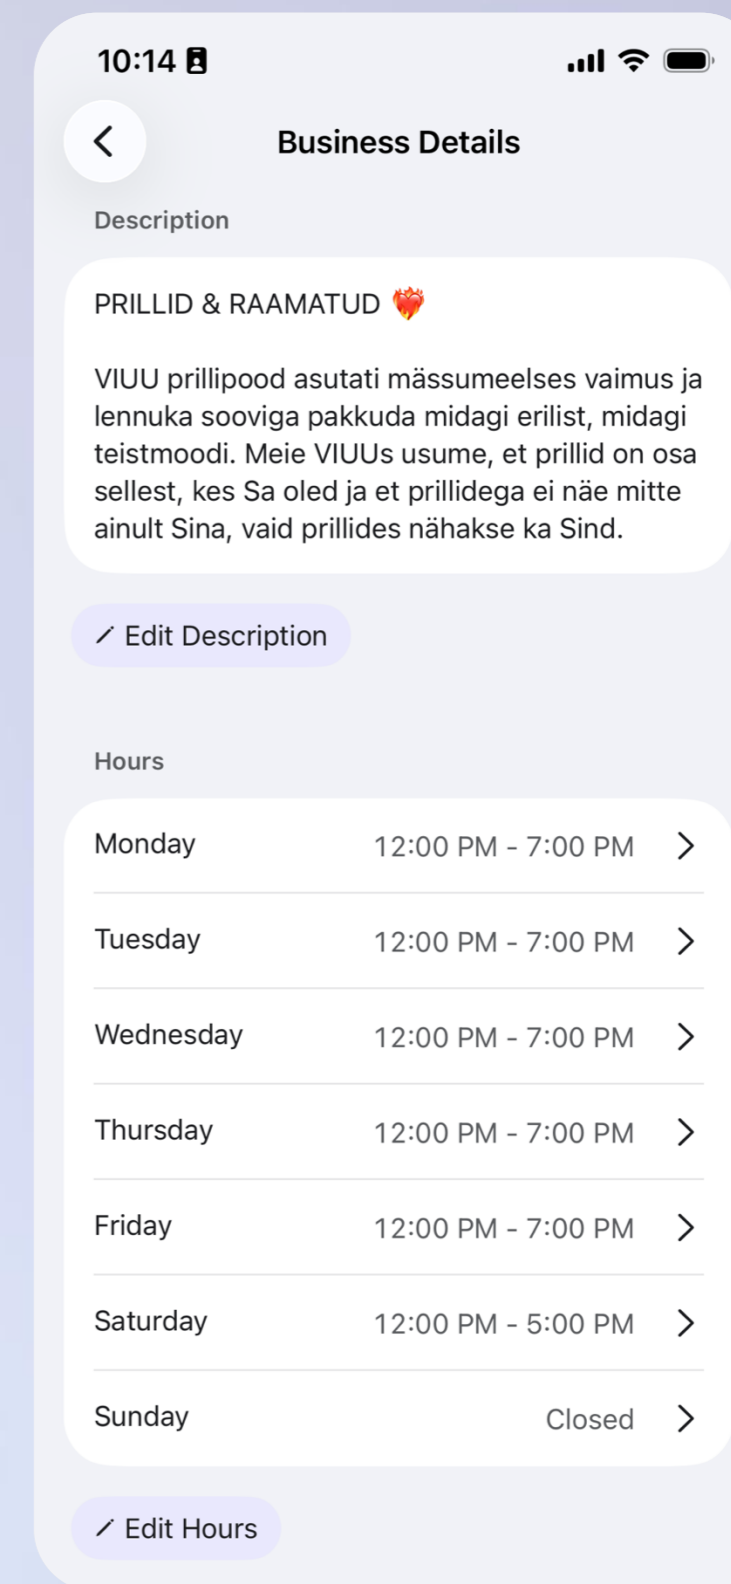 10:14
Business Details
Description
PRILLID & RAAMATUD ❤️‍🔥
VIUU prillipood asutati mässumeelses vaimus ja
lennuka sooviga pakkuda midagi erilist, midagi
teistmoodi. Meie VIUUs usume, et prillid on osa
sellest, kes Sa oled ja et prillidega ei näe mitte
ainult Sina, vaid prillides nähakse ka Sind.
Edit Description
Hours
Monday 12:00 PM - 7:00 PM
Tuesday 12:00 PM - 7:00 PM
Wednesday 12:00 PM - 7:00 PM
Thursday 12:00 PM - 7:00 PM
Friday 12:00 PM - 7:00 PM
Saturday 12:00 PM - 5:00 PM
Sunday Closed
Edit Hours